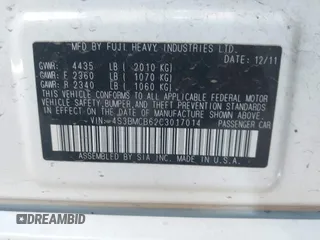 MFD. BY FUJI HEAVY INDUSTRIES LTD.
GVWR: 4435 LB ( 2010 KG) DATE: 12/11
GAWR: F 2360 LB ( 1070 KG)
GAWR: R 2340 LB ( 1060 KG)
THIS VEHICLE CONFORMS TO ALL APPLICABLE FEDERAL MOTOR
VEHICLE SAFETY, BUMPER, AND THEFT PREVENTION STANDARDS IN
EFFECT ON THE DATE OF MANUFACTURE SHOWN ABOVE.
VIN: 4S3BMCB62C3017014 PASSENGER CAR
ASSEMBLED BY SIA INC. MADE IN U.S.A.
DREAMBID